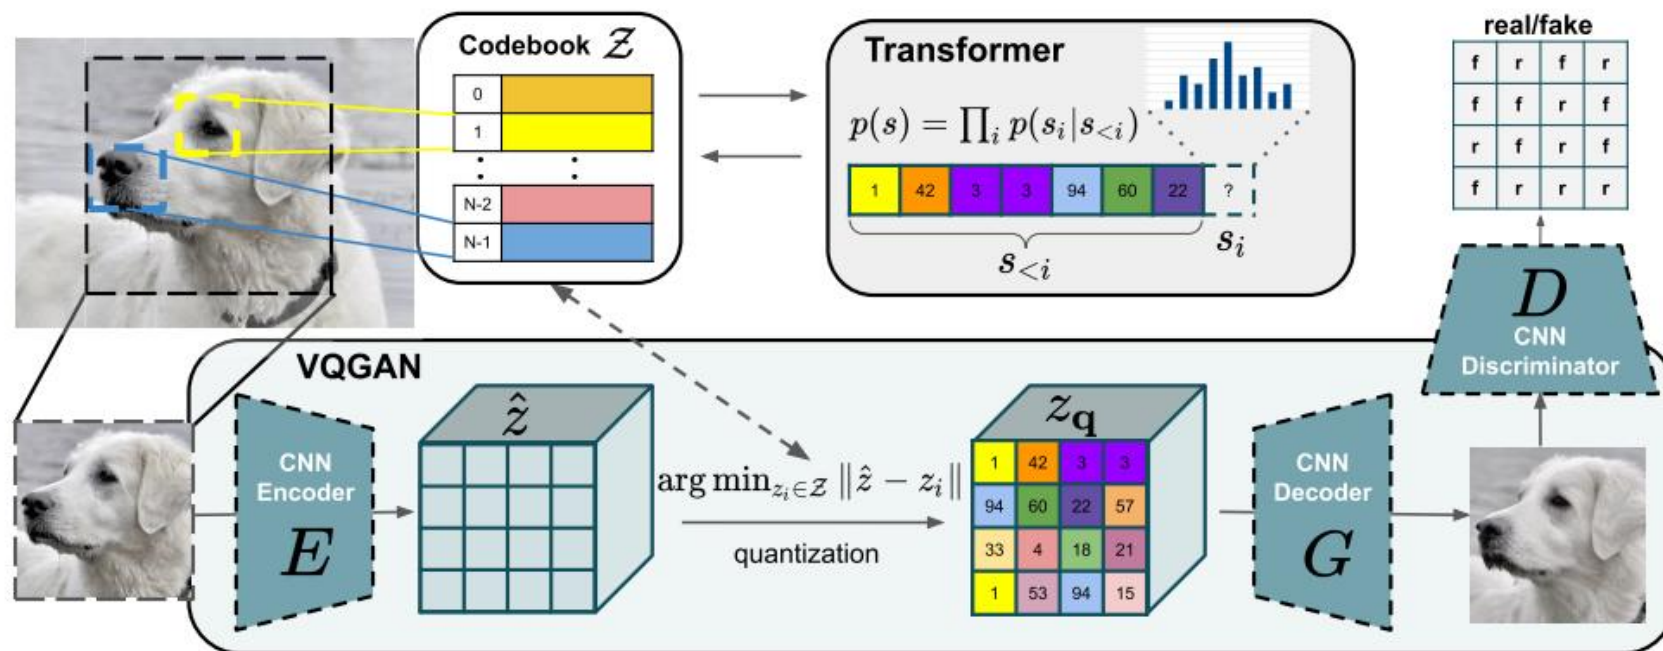 Codebook 𝒵
0
1
N-2
N-1
Transformer
p(s) = ∏ᵢ p(sᵢ|s<ᵢ)
1 42 3 3 94 60 22 ?
s<ᵢ
sᵢ
real/fake
f r f r
f f r f
r f r f
f r r r
D
CNN
Discriminator
VQGAN
CNN
Encoder
E
ẑ
arg min_{zᵢ∈𝒵} ‖ẑ − zᵢ‖
quantization
z_𝐪
1 42 3 3
94 60 22 57
33 4 18 21
1 53 94 15
CNN
Decoder
G